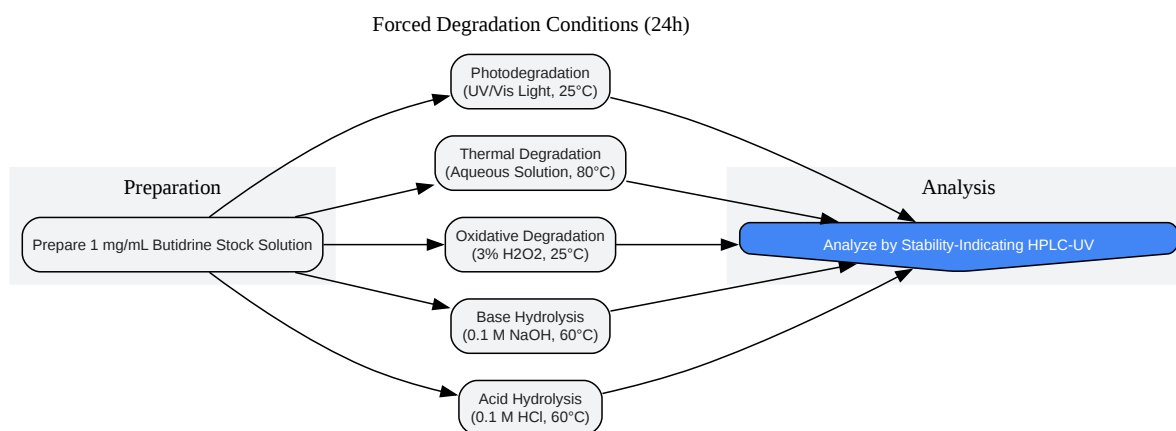 Forced Degradation Conditions (24h)
Photodegradation
(UV/Vis Light, 25°C)
Thermal Degradation
(Aqueous Solution, 80°C)
Preparation
Analysis
Prepare 1 mg/mL Butidrine Stock Solution
Oxidative Degradation
(3% H2O2, 25°C)
Analyze by Stability-Indicating HPLC-UV
Base Hydrolysis
(0.1 M NaOH, 60°C)
Acid Hydrolysis
(0.1 M HCl, 60°C)